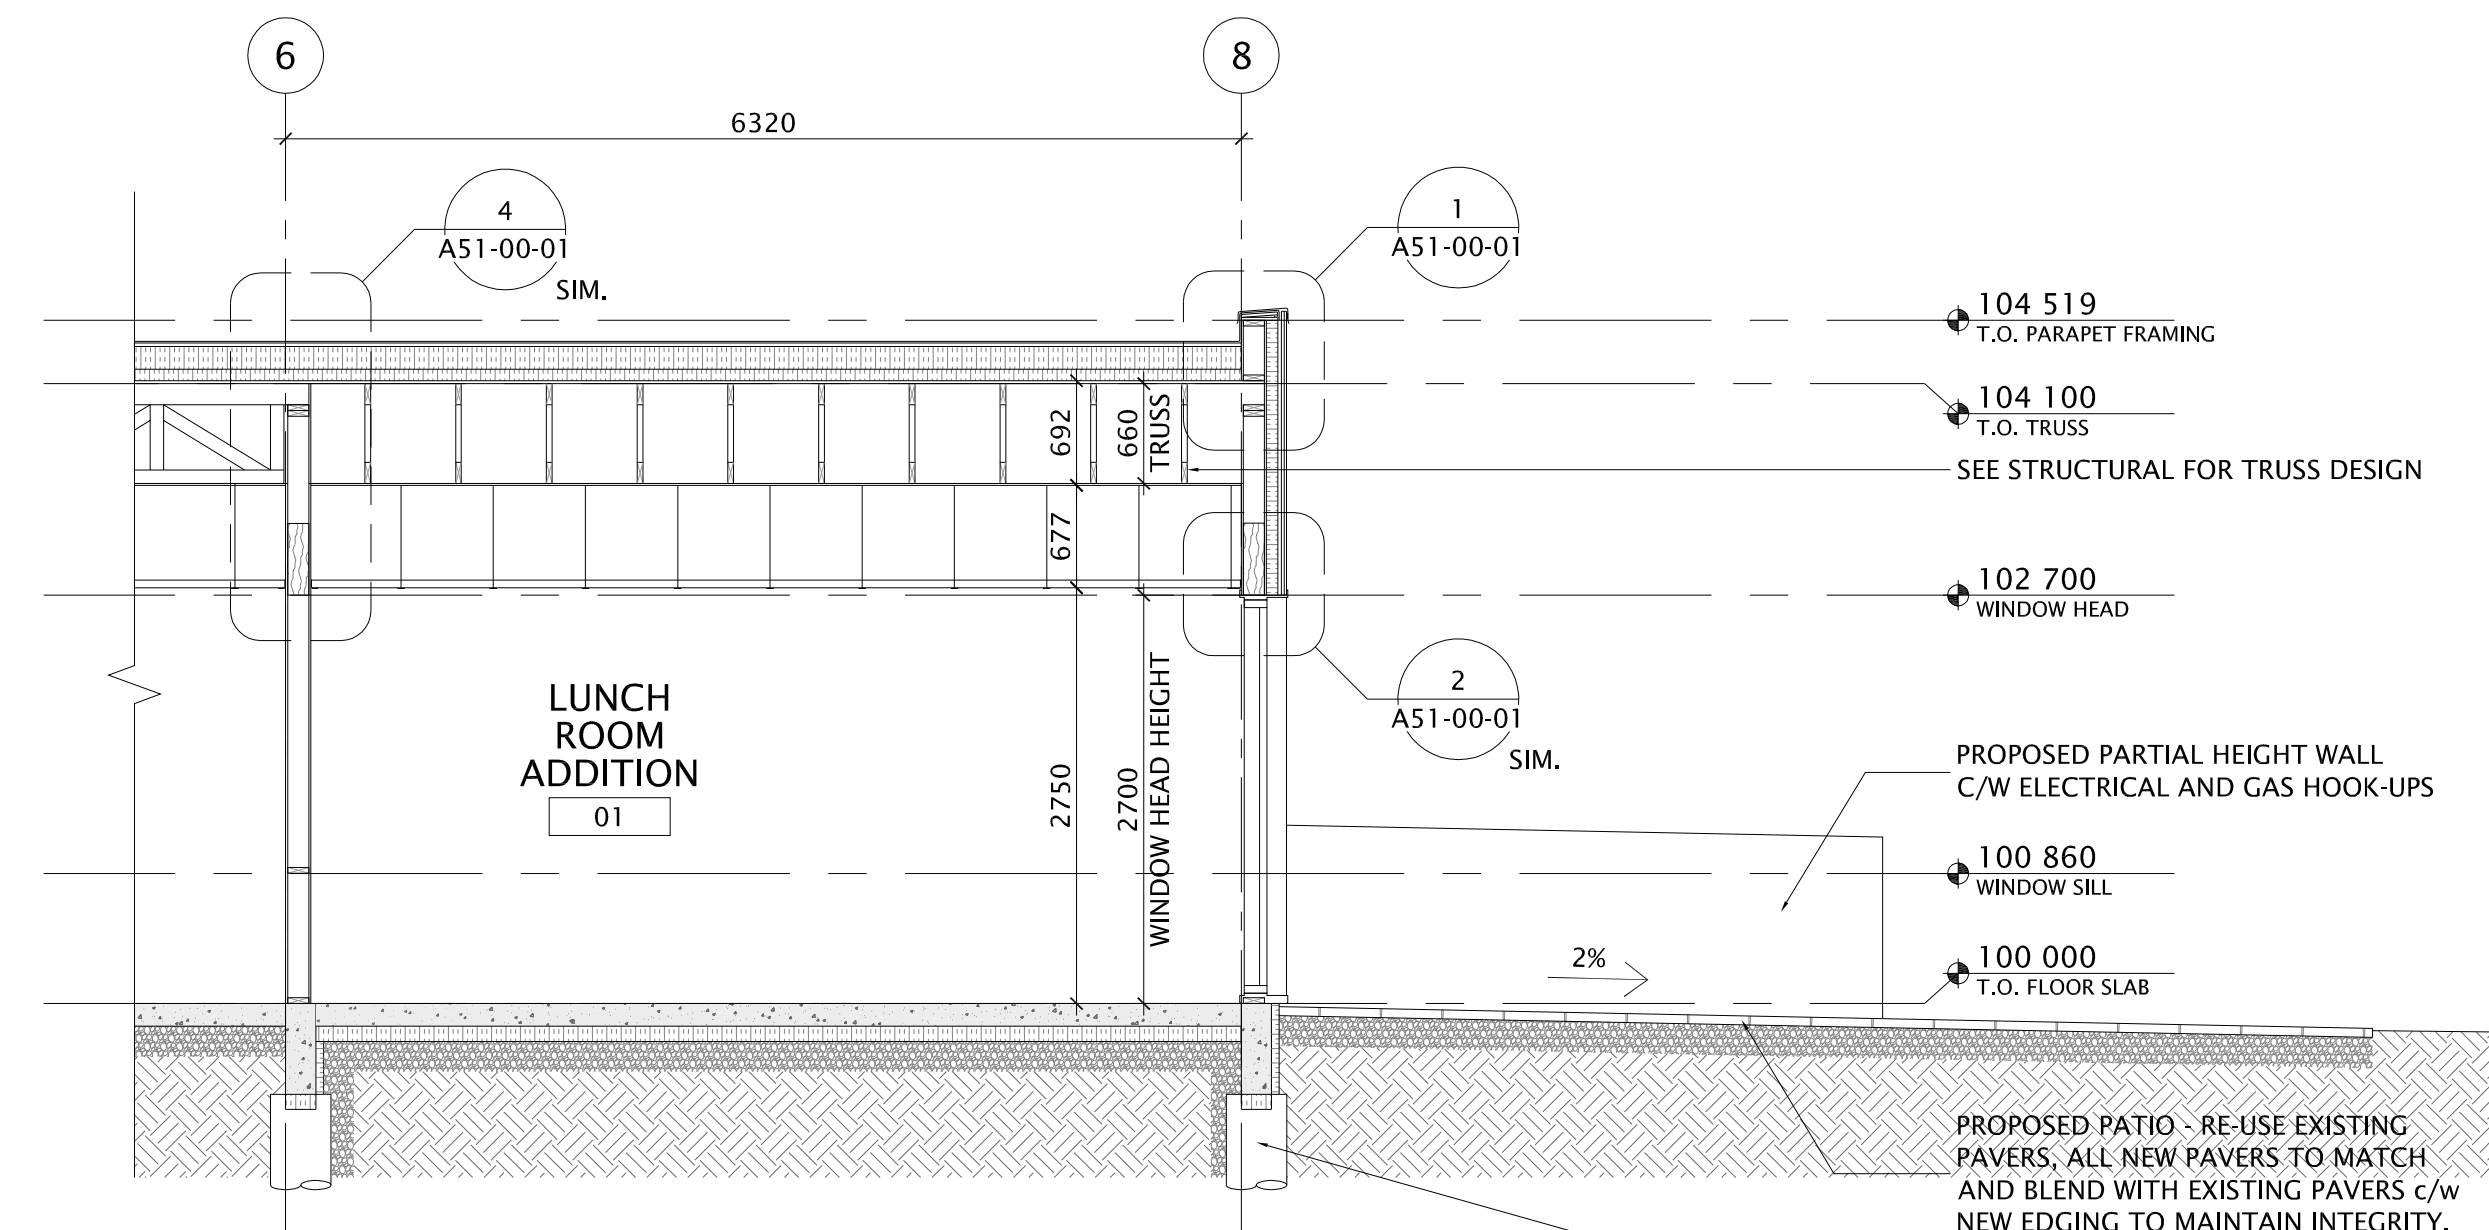 6
8
6320
4
A51-00-01
SIM.
1
A51-00-01
104 519
T.O. PARAPET FRAMING
104 100
T.O. TRUSS
692
660
TRUSS
SEE STRUCTURAL FOR TRUSS DESIGN
677
102 700
WINDOW HEAD
2
A51-00-01
SIM.
LUNCH
ROOM
ADDITION
01
2750
2700
WINDOW HEAD HEIGHT
PROPOSED PARTIAL HEIGHT WALL
C/W ELECTRICAL AND GAS HOOK-UPS
100 860
WINDOW SILL
2%
100 000
T.O. FLOOR SLAB
PROPOSED PATIO - RE-USE EXISTING
PAVERS, ALL NEW PAVERS TO MATCH
AND BLEND WITH EXISTING PAVERS c/w
NEW EDGING TO MAINTAIN INTEGRITY.